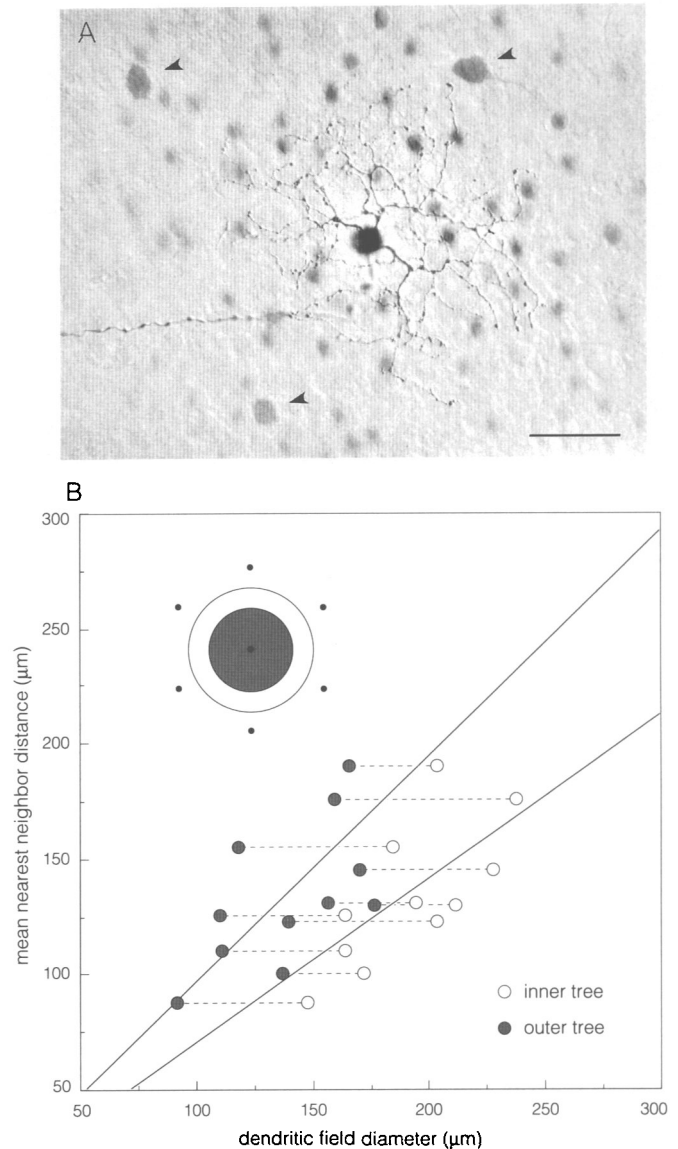 A
B
300
250
200
150
100
50
mean nearest neighbor distance (µm)
inner tree
outer tree
50
100
150
200
250
300
dendritic field diameter (µm)